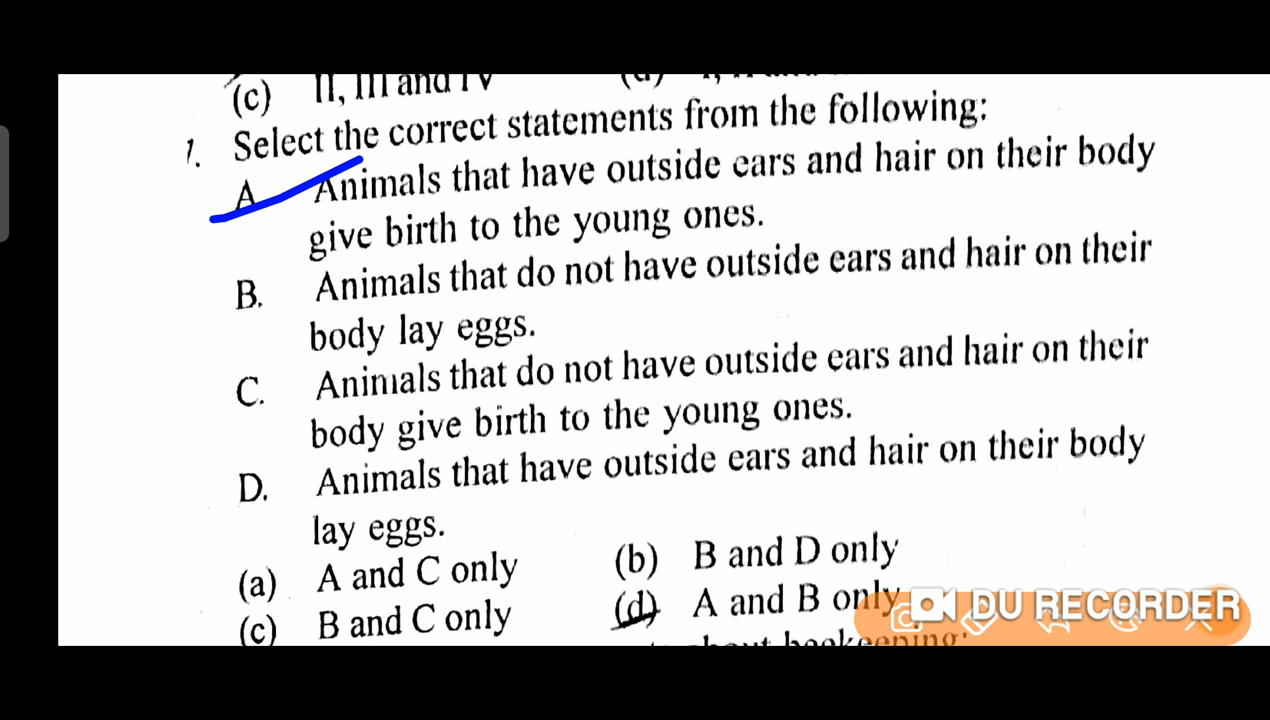 (c) II, III and IV
1. Select the correct statements from the following:
A Animals that have outside ears and hair on their body
give birth to the young ones.
B. Animals that do not have outside ears and hair on their
body lay eggs.
C. Animals that do not have outside ears and hair on their
body give birth to the young ones.
D. Animals that have outside ears and hair on their body
lay eggs.
(a) A and C only (b) B and D only
(c) B and C only (d) A and B only
DU RECORDER